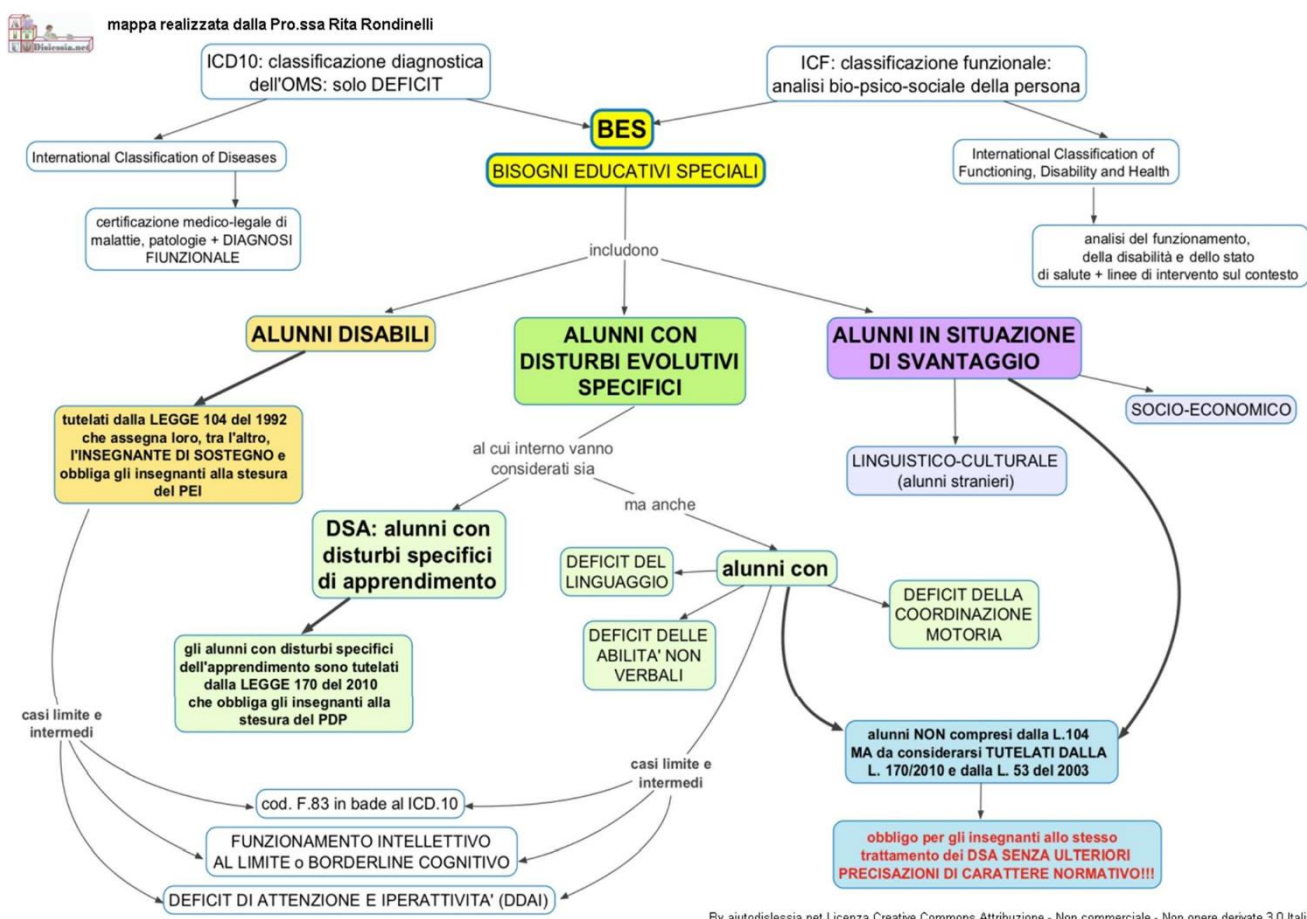 Dislessia.net
mappa realizzata dalla Pro.ssa Rita Rondinelli
ICD10: classificazione diagnostica
dell'OMS: solo DEFICIT
ICF: classificazione funzionale:
analisi bio-psico-sociale della persona
BES
BISOGNI EDUCATIVI SPECIALI
International Classification of Diseases
International Classification of
Functioning, Disability and Health
certificazione medico-legale di
malattie, patologie + DIAGNOSI
FIUNZIONALE
analisi del funzionamento,
della disabilità e dello stato
di salute + linee di intervento sul contesto
includono
ALUNNI DISABILI
ALUNNI CON
DISTURBI EVOLUTIVI
SPECIFICI
ALUNNI IN SITUAZIONE
DI SVANTAGGIO
tutelati dalla LEGGE 104 del 1992
che assegna loro, tra l'altro,
l'INSEGNANTE DI SOSTEGNO e
obbliga gli insegnanti alla stesura
del PEI
al cui interno vanno
considerati sia
SOCIO-ECONOMICO
LINGUISTICO-CULTURALE
(alunni stranieri)
ma anche
DSA: alunni con
disturbi specifici
di apprendimento
DEFICIT DEL
LINGUAGGIO
alunni con
DEFICIT DELLA
COORDINAZIONE
MOTORIA
DEFICIT DELLE
ABILITA' NON
VERBALI
gli alunni con disturbi specifici
dell'apprendimento sono tutelati
dalla LEGGE 170 del 2010
che obbliga gli insegnanti alla
stesura del PDP
casi limite e
intermedi
alunni NON compresi dalla L.104
MA da considerarsi TUTELATI DALLA
L. 170/2010 e dalla L. 53 del 2003
casi limite e
intermedi
cod. F.83 in bade al ICD.10
FUNZIONAMENTO INTELLETTIVO
AL LIMITE o BORDERLINE COGNITIVO
DEFICIT DI ATTENZIONE E IPERATTIVITA' (DDAI)
obbligo per gli insegnanti allo stesso
trattamento dei DSA SENZA ULTERIORI
PRECISAZIONI DI CARATTERE NORMATIVO!!!
By aiutodislessia.net Licenza Creative Commons Attribuzione - Non commerciale - Non opere derivate 3.0 Itali